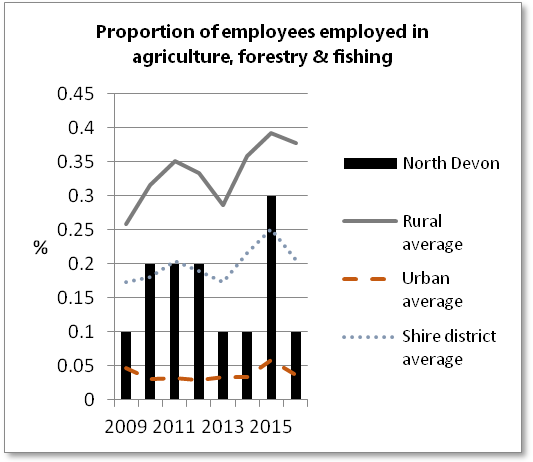 Proportion of employees employed in
agriculture, forestry & fishing
0.45
0.4
0.35
0.3
0.25
0.2
0.15
0.1
0.05
0
%
2009 2011 2013 2015
North Devon
Rural
average
Urban
average
Shire district
average